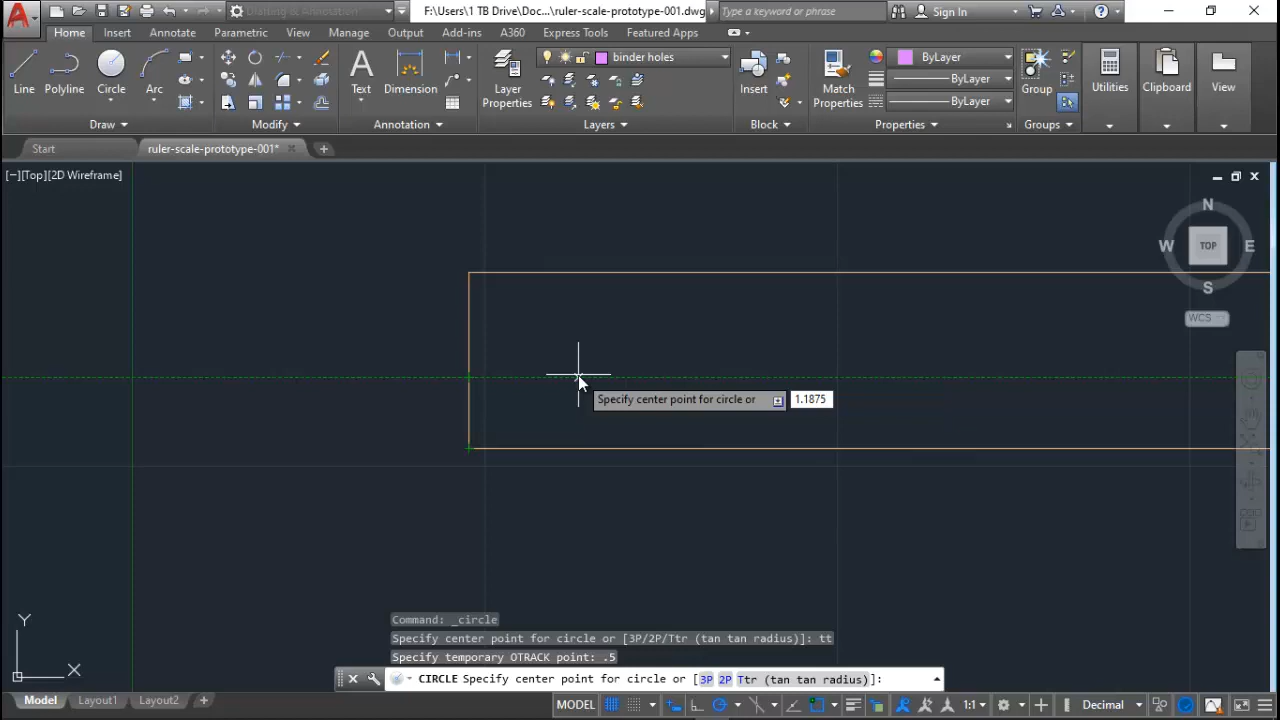 A Drafting & Annotation F:\Users\1 TB Drive\Doc...\ruler-scale-prototype-001.dwg Type a keyword or phrase Sign In
Home Insert Annotate Parametric View Manage Output Add-ins A360 Express Tools Featured Apps
binder holes ByLayer
ByLayer
ByLayer
Line Polyline Circle Arc Text Dimension Layer Properties Insert Match Properties Group Utilities Clipboard View
Draw Modify Annotation Layers Block Properties Groups
Start ruler-scale-prototype-001*
[−][Top][2D Wireframe]
N
W TOP E
S
WCS
Specify center point for circle or 1.1875
Command: _circle
Specify center point for circle or [3P/2P/Ttr (tan tan radius)]: tt
Specify temporary OTRACK point: .5
Y
X
CIRCLE Specify center point for circle or [3P 2P Ttr (tan tan radius)]:
Model Layout1 Layout2 + MODEL 1:1 Decimal